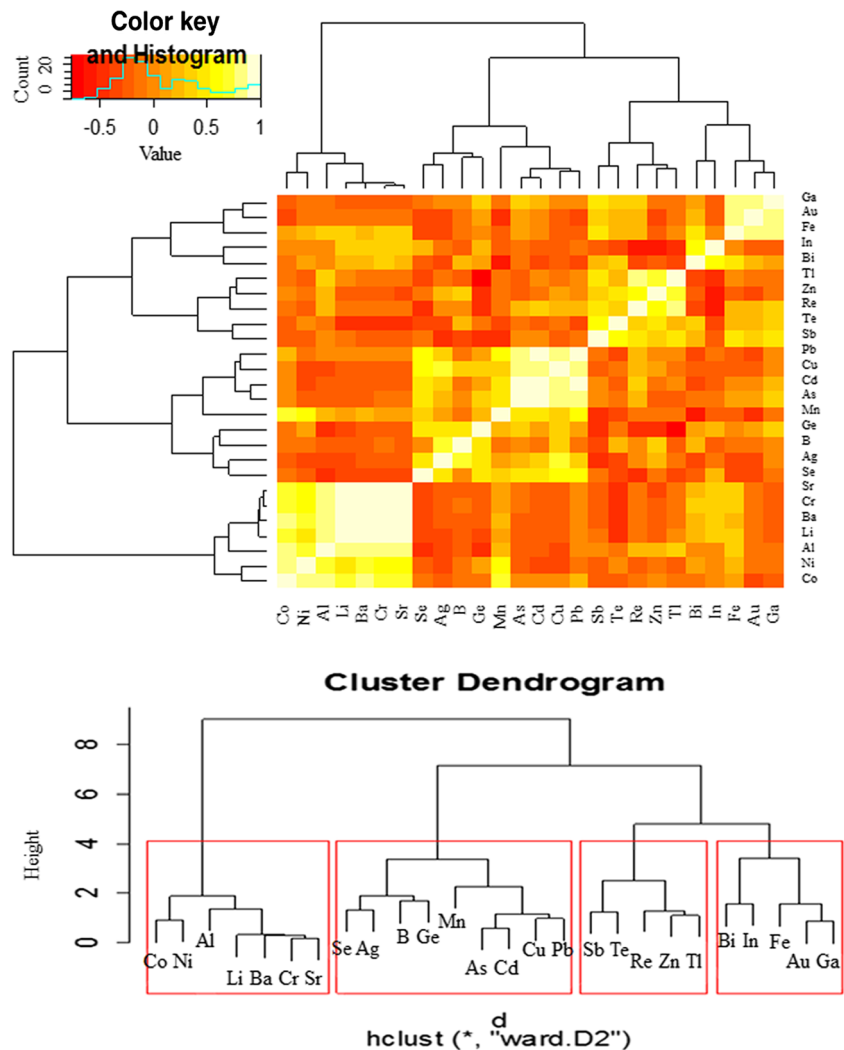 Color key
and Histogram
Count
0 20
-0.5 0 0.5 1
Value
Ga
Au
Fe
In
Bi
Tl
Zn
Re
Te
Sb
Pb
Cu
Cd
As
Mn
Ge
B
Ag
Se
Sr
Cr
Ba
Li
Al
Ni
Co
Co Ni Al Li Ba Cr Sr Se Ag B Ge Mn As Cd Cu Pb Sb Te Re Zn Tl Bi In Fe Au Ga
Cluster Dendrogram
Height
0 2 4 6 8
Co Ni
Al
Li Ba Cr Sr
Se Ag
B Ge
Mn
As Cd
Cu Pb
Sb Te
Re Zn Tl
Bi In
Fe
Au Ga
d
hclust (*, "ward.D2")